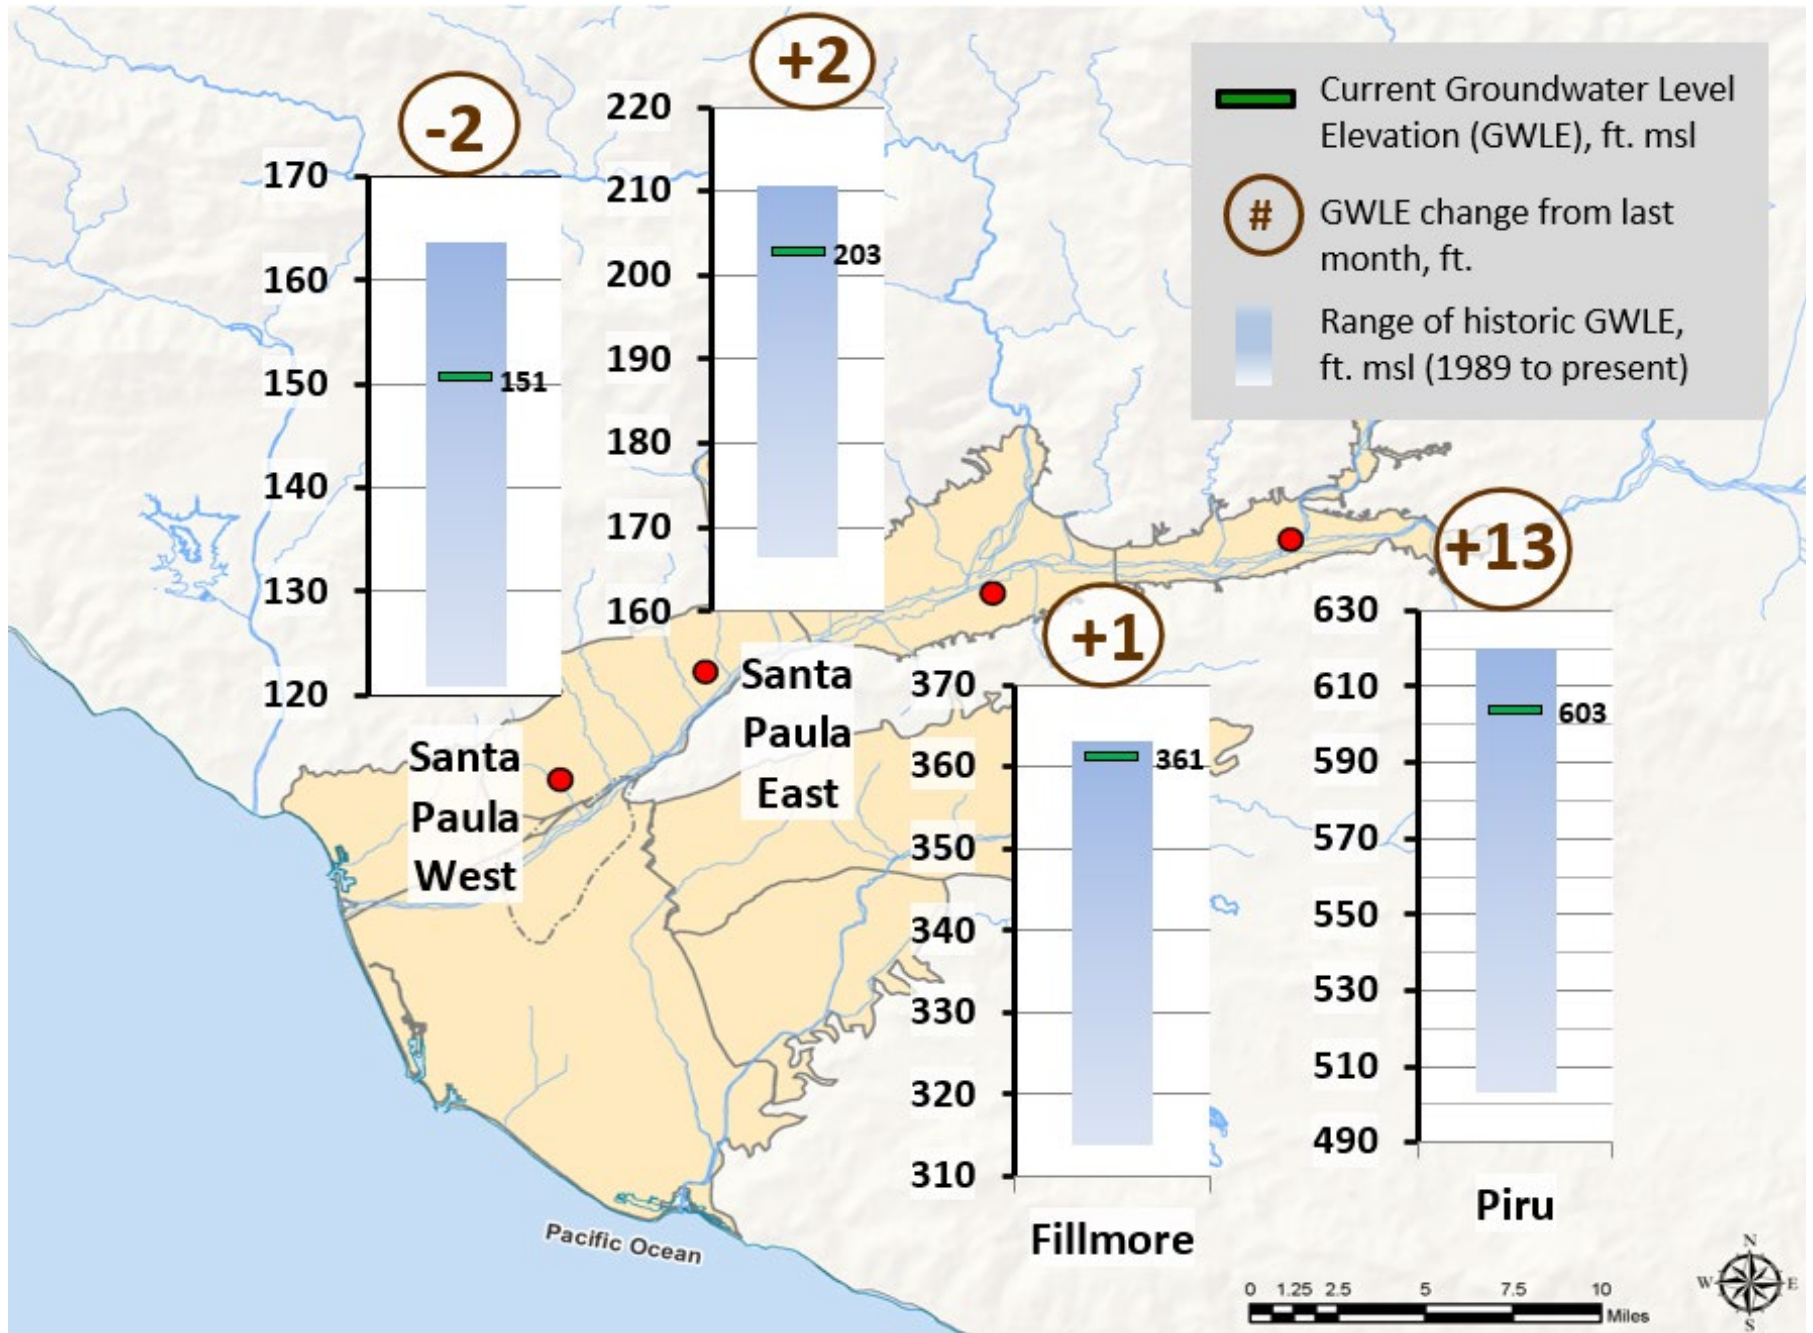 -2
170
160
150
140
130
120
151
Santa
Paula
West
+2
220
210
200
190
180
170
160
203
Santa
Paula
East
Current Groundwater Level
Elevation (GWLE), ft. msl
#
GWLE change from last
month, ft.
Range of historic GWLE,
ft. msl (1989 to present)
+1
370
360
350
340
330
320
310
361
Fillmore
+13
630
610
590
570
550
530
510
490
603
Piru
Pacific Ocean
0 1.25 2.5 5 7.5 10
Miles
N
W E
S